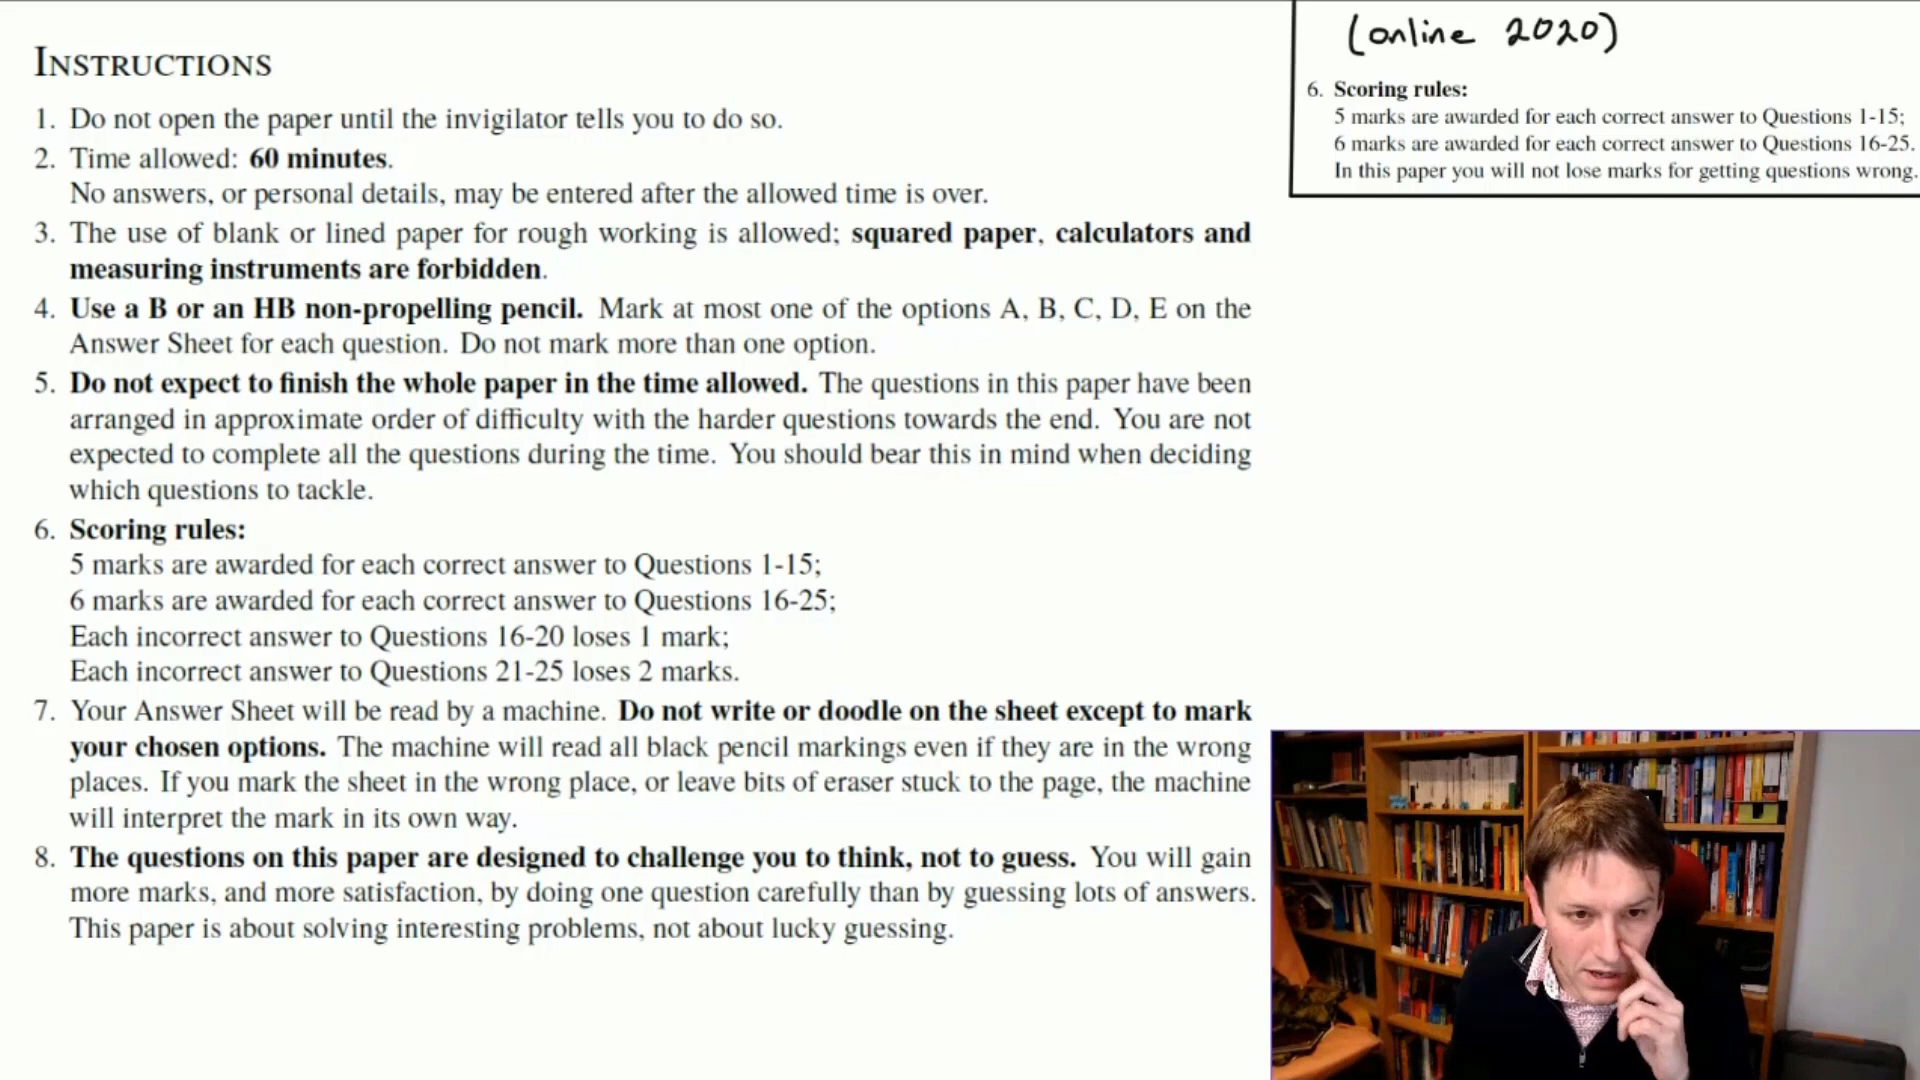 INSTRUCTIONS
1. Do not open the paper until the invigilator tells you to do so.
2. Time allowed: 60 minutes.
No answers, or personal details, may be entered after the allowed time is over.
3. The use of blank or lined paper for rough working is allowed; squared paper, calculators and
measuring instruments are forbidden.
4. Use a B or an HB non-propelling pencil. Mark at most one of the options A, B, C, D, E on the
Answer Sheet for each question. Do not mark more than one option.
5. Do not expect to finish the whole paper in the time allowed. The questions in this paper have been
arranged in approximate order of difficulty with the harder questions towards the end. You are not
expected to complete all the questions during the time. You should bear this in mind when deciding
which questions to tackle.
6. Scoring rules:
5 marks are awarded for each correct answer to Questions 1-15;
6 marks are awarded for each correct answer to Questions 16-25;
Each incorrect answer to Questions 16-20 loses 1 mark;
Each incorrect answer to Questions 21-25 loses 2 marks.
7. Your Answer Sheet will be read by a machine. Do not write or doodle on the sheet except to mark
your chosen options. The machine will read all black pencil markings even if they are in the wrong
places. If you mark the sheet in the wrong place, or leave bits of eraser stuck to the page, the machine
will interpret the mark in its own way.
8. The questions on this paper are designed to challenge you to think, not to guess. You will gain
more marks, and more satisfaction, by doing one question carefully than by guessing lots of answers.
This paper is about solving interesting problems, not about lucky guessing.
(online 2020)
6. Scoring rules:
5 marks are awarded for each correct answer to Questions 1-15;
6 marks are awarded for each correct answer to Questions 16-25.
In this paper you will not lose marks for getting questions wrong.